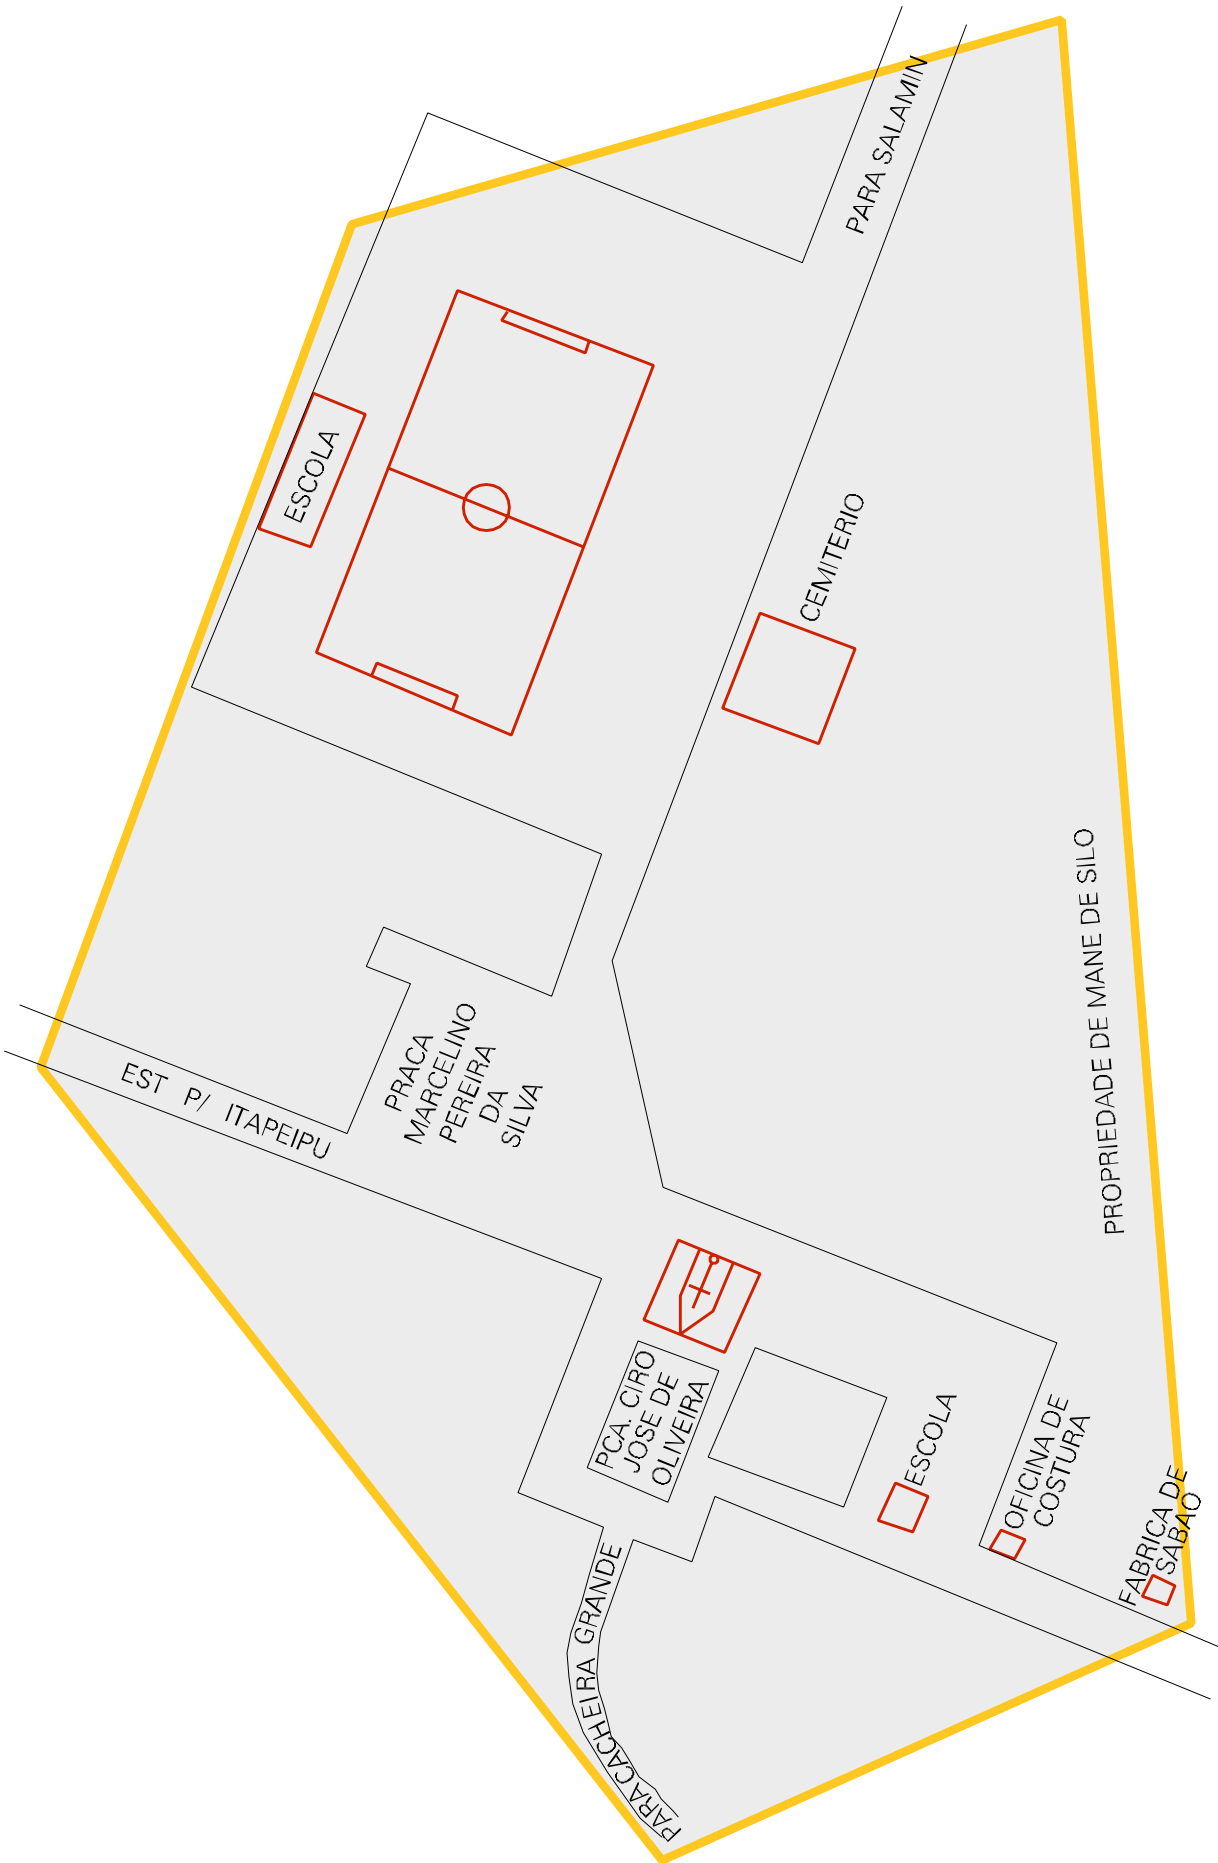 PARA SALAMIN
ESCOLA
CEMITERIO
PROPRIEDADE DE MANE DE SILO
PRACA
MARCELINO
PEREIRA
DA
SILVA
EST P/ ITAPEIPU
PCA. CIRO
JOSE DE
OLIVEIRA
ESCOLA
OFICINA DE
COSTURA
FABRICA DE
SABAO
PARA CACHEIRA GRANDE